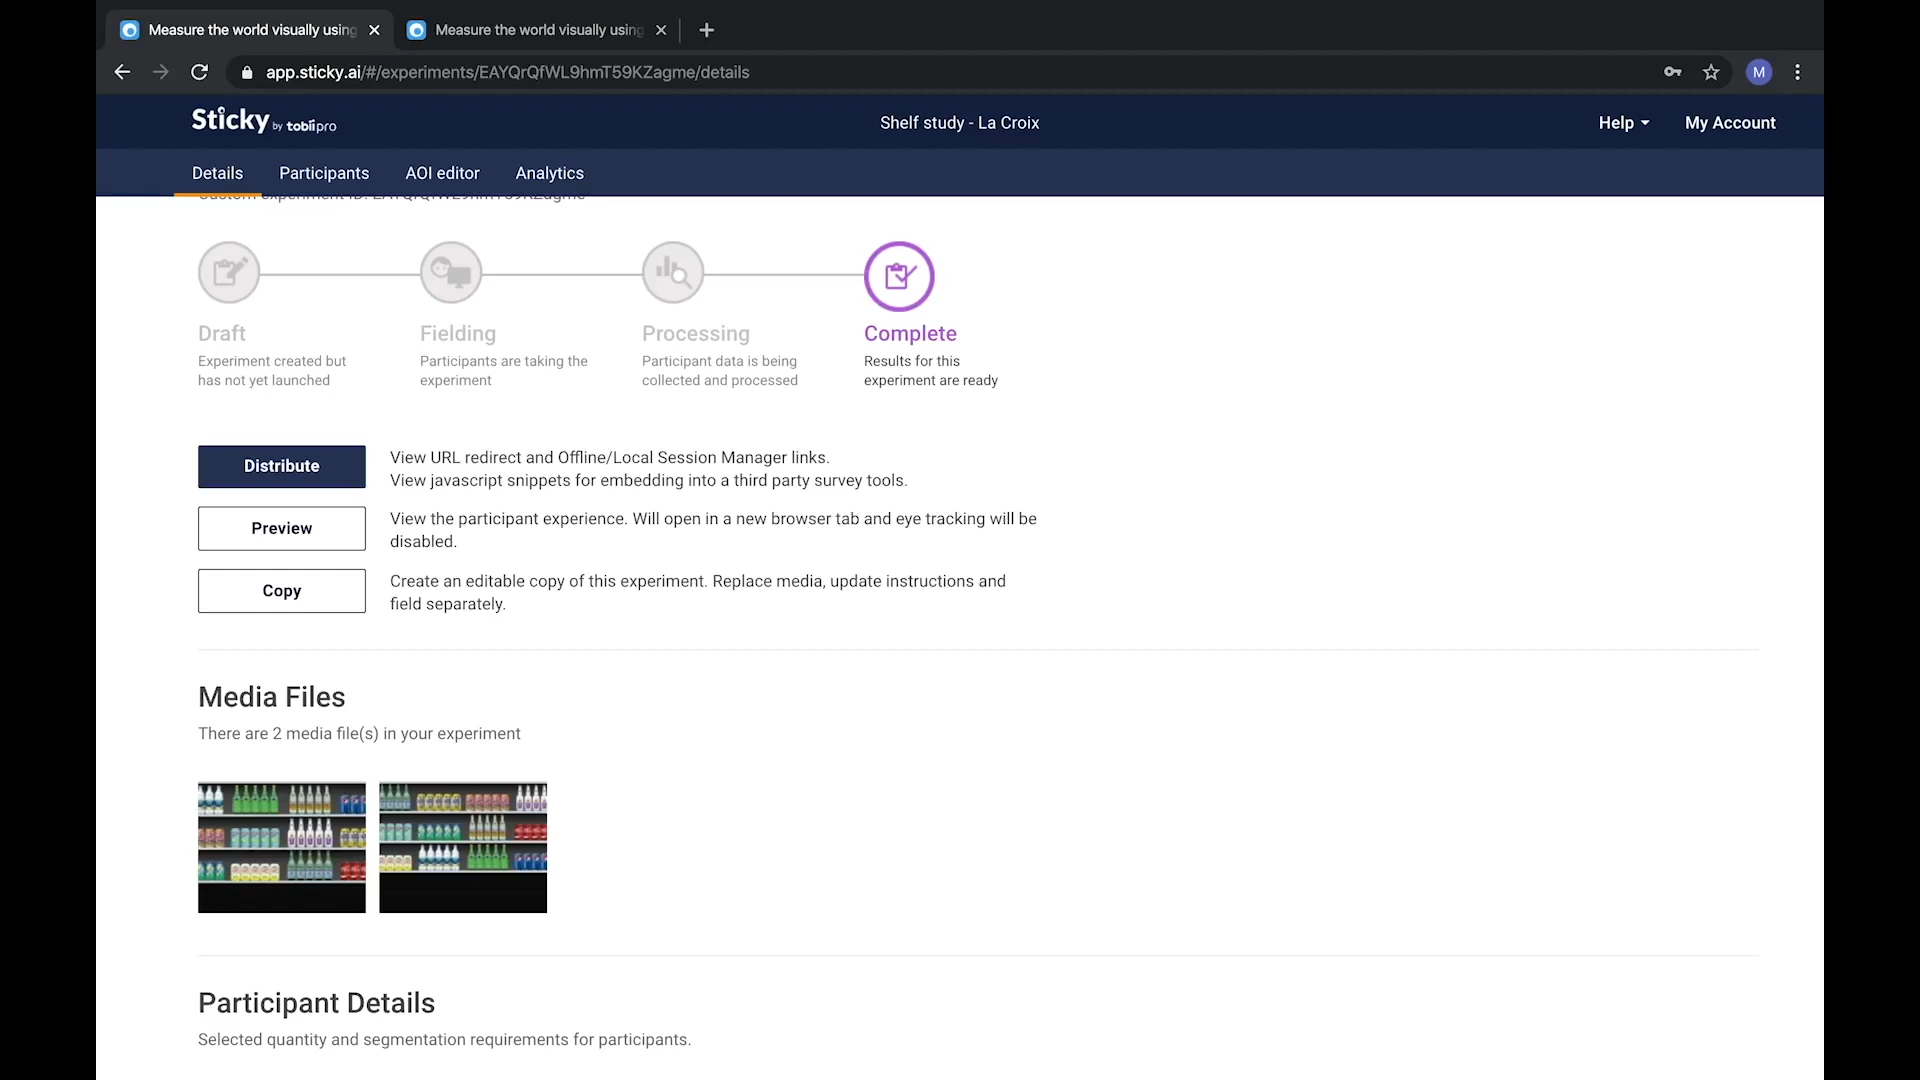 Measure the world visually using
Measure the world visually using
app.sticky.ai/#/experiments/EAYQrQfWL9hmT59KZagme/details
M
Sticky by tobii pro
Shelf study - La Croix
Help
My Account
Details
Participants
AOI editor
Analytics
Custom experiment ID: EAYQrQfWL9hmT59KZagme
Draft
Experiment created but
has not yet launched
Fielding
Participants are taking the
experiment
Processing
Participant data is being
collected and processed
Complete
Results for this
experiment are ready
Distribute
View URL redirect and Offline/Local Session Manager links.
View javascript snippets for embedding into a third party survey tools.
Preview
View the participant experience. Will open in a new browser tab and eye tracking will be
disabled.
Copy
Create an editable copy of this experiment. Replace media, update instructions and
field separately.
Media Files
There are 2 media file(s) in your experiment
Participant Details
Selected quantity and segmentation requirements for participants.